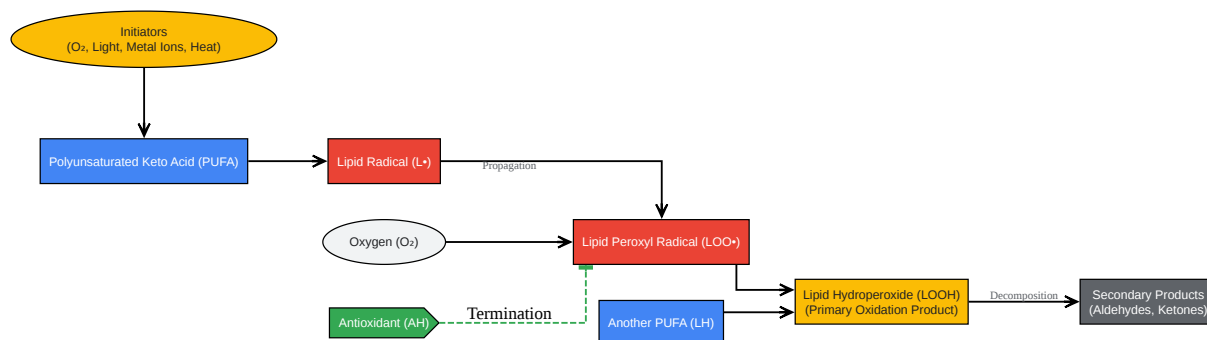 Initiators
(O₂, Light, Metal Ions, Heat)
Polyunsaturated Keto Acid (PUFA)
Lipid Radical (L•)
Propagation
Oxygen (O₂)
Lipid Peroxyl Radical (LOO•)
Antioxidant (AH)
Termination
Another PUFA (LH)
Lipid Hydroperoxide (LOOH)
(Primary Oxidation Product)
Decomposition
Secondary Products
(Aldehydes, Ketones)